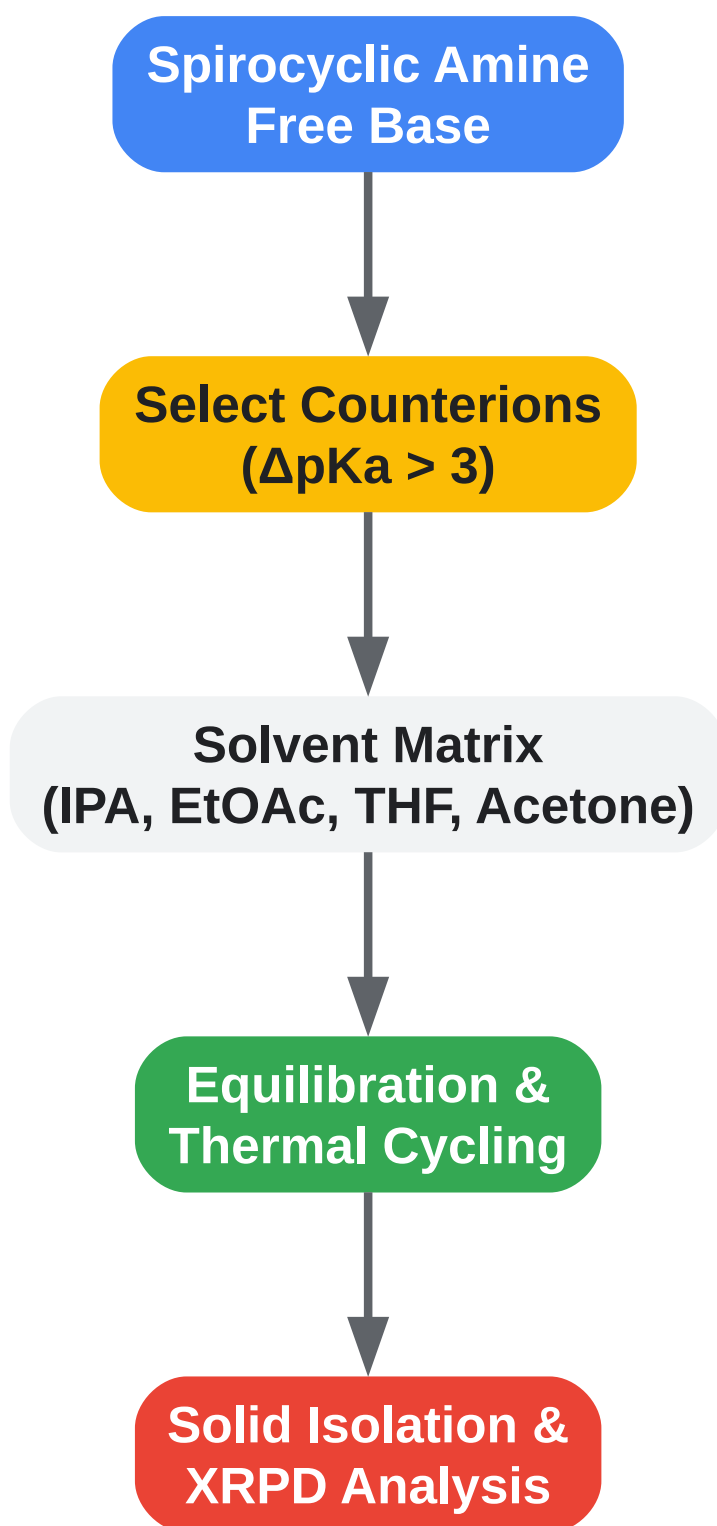 Spirocyclic Amine
Free Base
Select Counterions
(ΔpKa > 3)
Solvent Matrix
(IPA, EtOAc, THF, Acetone)
Equilibration &
Thermal Cycling
Solid Isolation &
XRPD Analysis